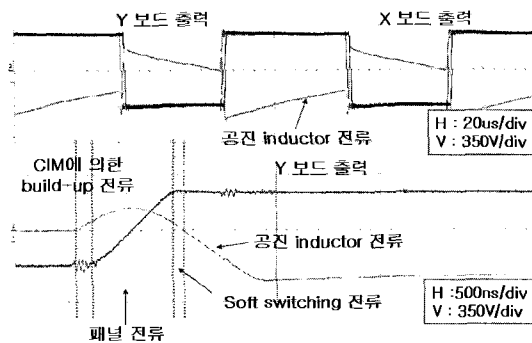 Y 보드 출력
X 보드 출력
공진 inductor 전류
H : 20us/div
V : 350V/div
CIM에 의한
build-up 전류
Y 보드 출력
공진 inductor 전류
Soft switching 전류
패널 전류
H :500ns/div
V : 350V/div